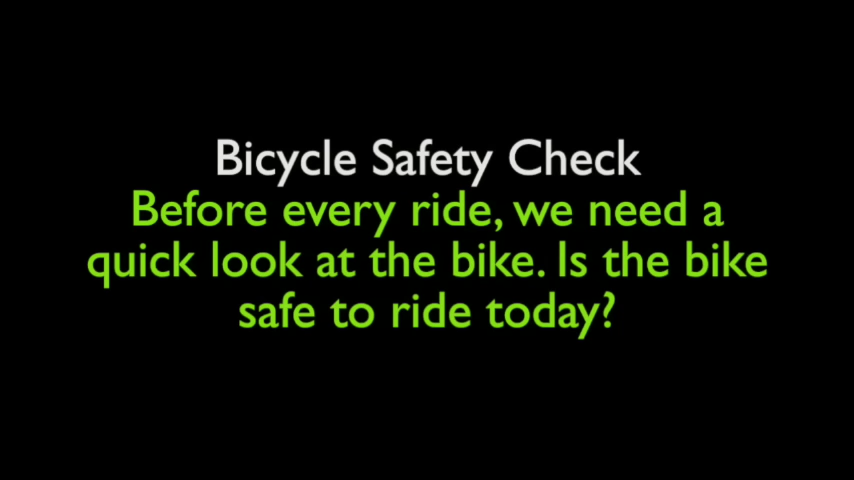 Bicycle Safety Check
Before every ride, we need a
quick look at the bike. Is the bike
safe to ride today?